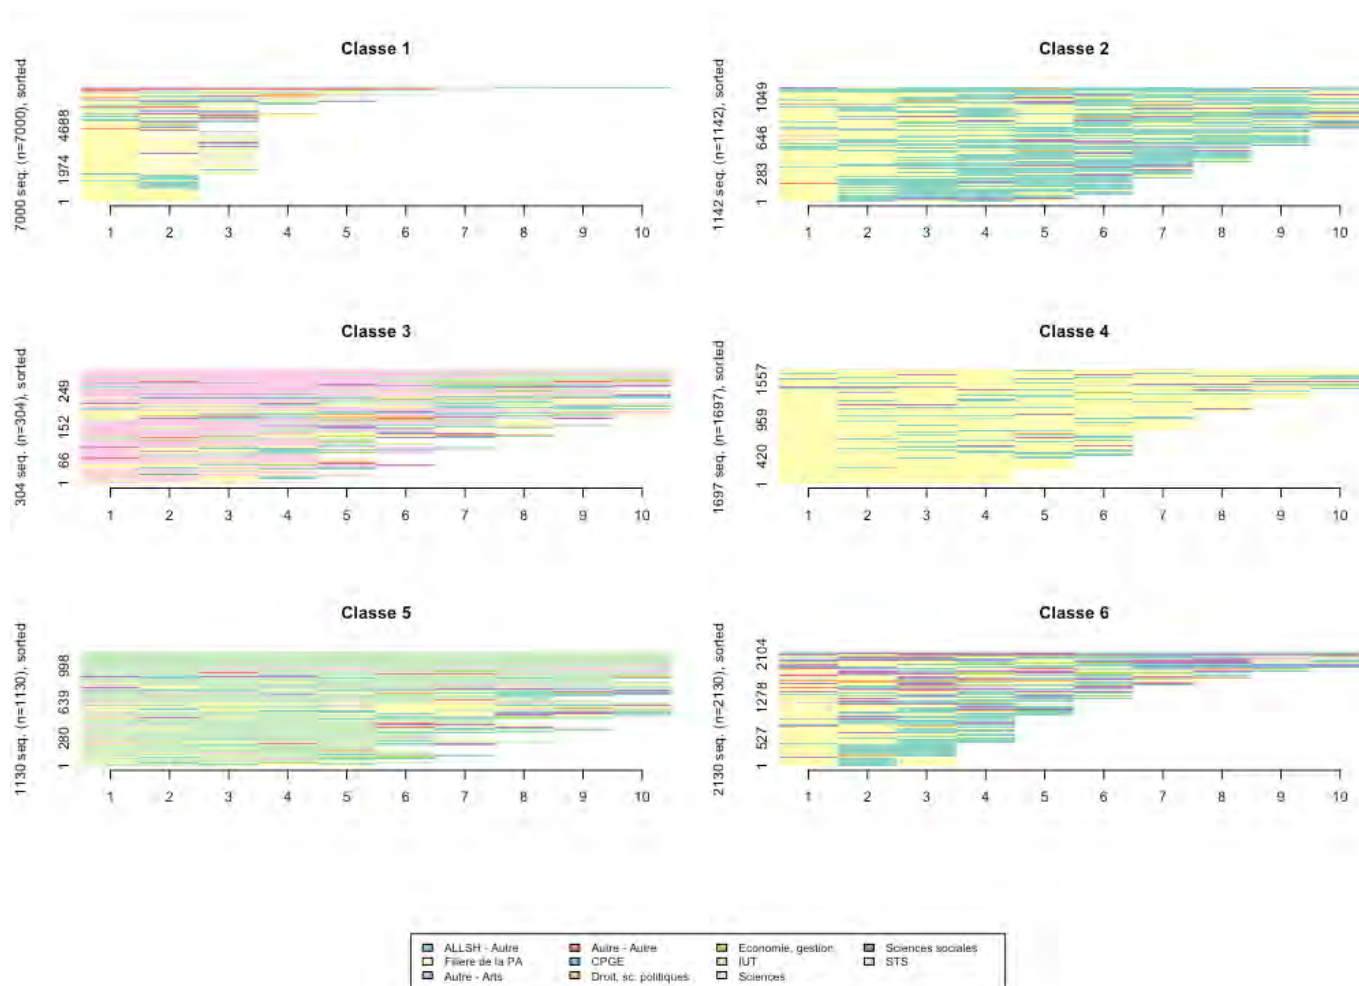 Classe 1
7000 seq. (n=7000), sorted
1 1974 4688
1 2 3 4 5 6 7 8 9 10
Classe 2
1142 seq. (n=1142), sorted
1 283 646 1049
1 2 3 4 5 6 7 8 9 10
Classe 3
304 seq. (n=304), sorted
1 66 152 249
1 2 3 4 5 6 7 8 9 10
Classe 4
1697 seq. (n=1697), sorted
1 420 959 1557
1 2 3 4 5 6 7 8 9 10
Classe 5
1130 seq. (n=1130), sorted
1 280 639 998
1 2 3 4 5 6 7 8 9 10
Classe 6
2130 seq. (n=2130), sorted
1 527 1278 2104
1 2 3 4 5 6 7 8 9 10
ALLSH - Autre Autre - Autre Economie, gestion Sciences sociales
Filiere de la PA CPGE IUT STS
Autre - Arts Droit, sc. politiques Sciences